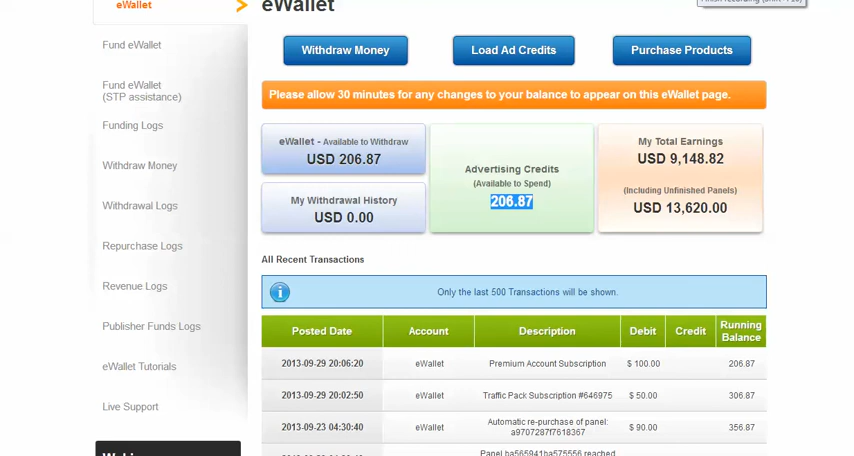 eWallet
Fund eWallet
Fund eWallet
(STP assistance)
Funding Logs
Withdraw Money
Withdrawal Logs
Repurchase Logs
Revenue Logs
Publisher Funds Logs
eWallet Tutorials
Live Support
eWallet
Withdraw Money
Load Ad Credits
Purchase Products
Please allow 30 minutes for any changes to your balance to appear on this eWallet page.
eWallet - Available to Withdraw
USD 206.87
My Withdrawal History
USD 0.00
Advertising Credits
(Available to Spend)
206.87
My Total Earnings
USD 9,148.82
(Including Unfinished Panels)
USD 13,620.00
All Recent Transactions
Only the last 500 Transactions will be shown.
Posted Date Account Description Debit Credit Running Balance
2013-09-29 20:06:20 eWallet Premium Account Subscription $ 100.00 206.87
2013-09-29 20:02:50 eWallet Traffic Pack Subscription #646975 $ 50.00 306.87
2013-09-23 04:30:40 eWallet Automatic re-purchase of panel: a9707287f7618367 $ 90.00 356.87
Panel ba565941ba575556 reached